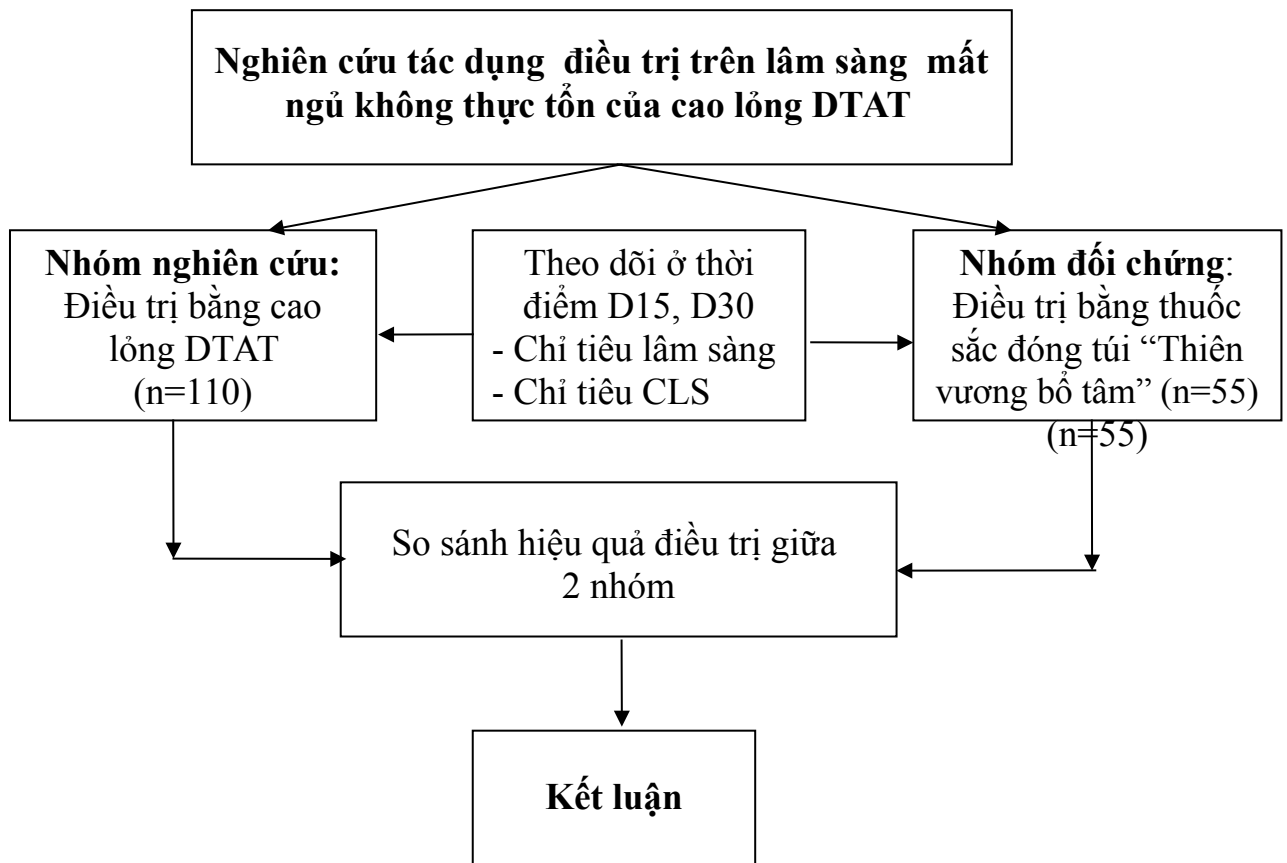 Nghiên cứu tác dụng điều trị trên lâm sàng mất
ngủ không thực tổn của cao lỏng DTAT
Nhóm nghiên cứu:
Điều trị bằng cao
lỏng DTAT
(n=110)
Theo dõi ở thời
điểm D15, D30
- Chỉ tiêu lâm sàng
- Chỉ tiêu CLS
Nhóm đối chứng:
Điều trị bằng thuốc
sắc đóng túi “Thiên
vương bổ tâm” (n=55)
(n=55)
So sánh hiệu quả điều trị giữa
2 nhóm
Kết luận